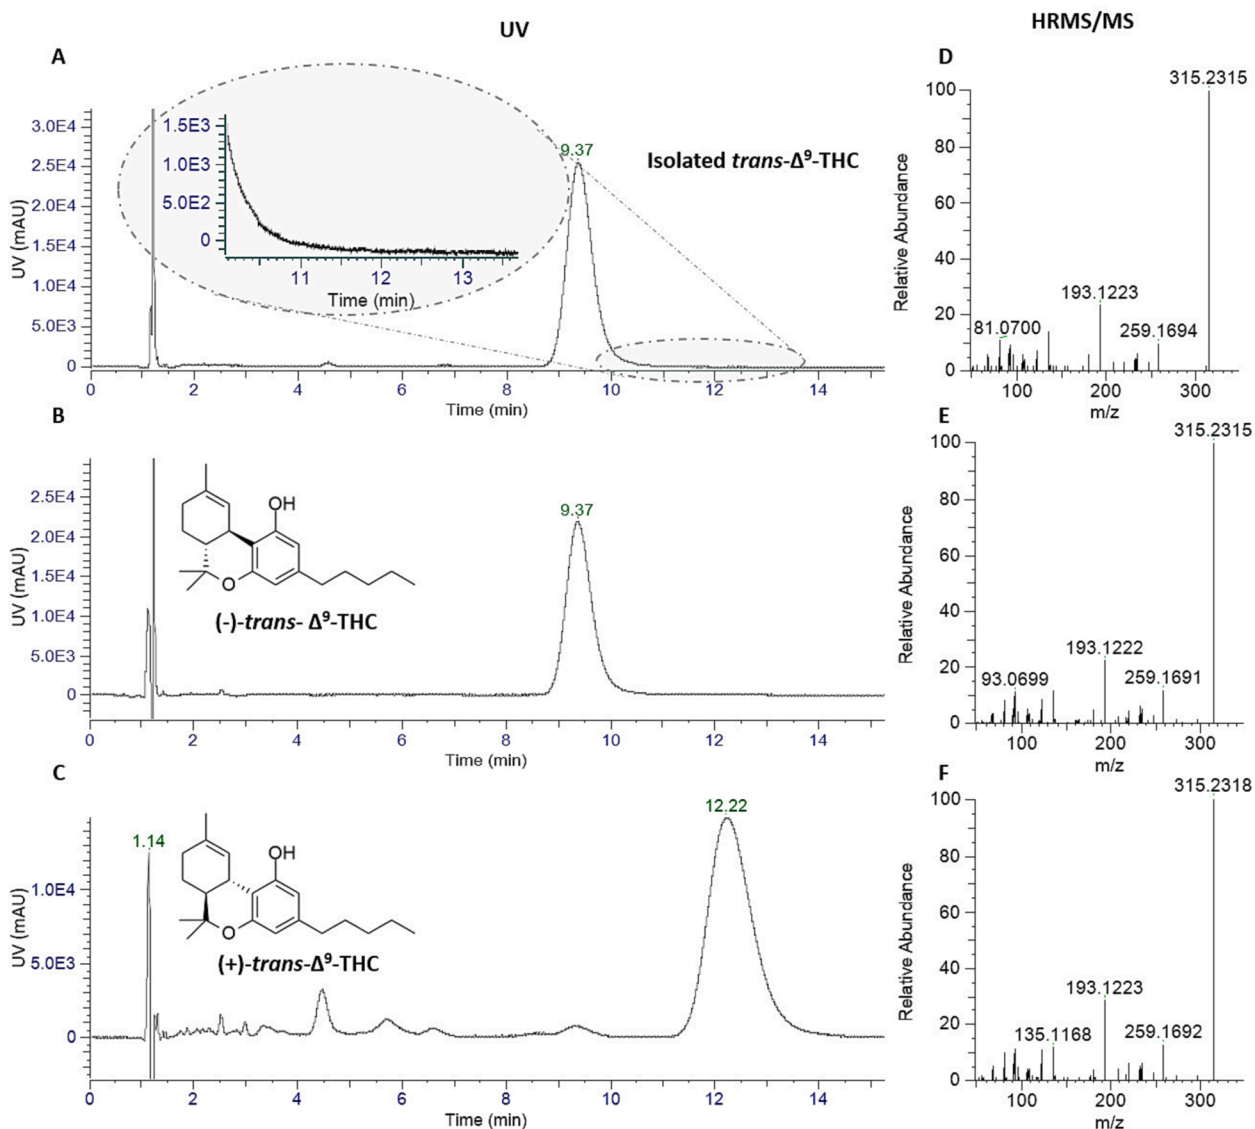 UV
HRMS/MS
A
UV (mAU)
3.0E4
2.5E4
2.0E4
1.5E4
1.0E4
5.0E3
0
1.5E3
1.0E3
5.0E2
0
11 12 13
Time (min)
9.37
Isolated trans-Δ⁹-THC
0 2 4 6 8 10 12 14
Time (min)
D
Relative Abundance
100
80
60
40
20
0
315.2315
193.1223
81.0700
259.1694
100 200 300
m/z
B
UV (mAU)
2.5E4
2.0E4
1.5E4
1.0E4
5.0E3
0
OH
O
(-)-trans- Δ⁹-THC
9.37
0 2 4 6 8 10 12 14
Time (min)
E
Relative Abundance
100
80
60
40
20
0
315.2315
193.1222
93.0699
259.1691
100 200 300
m/z
C
UV (mAU)
1.0E4
5.0E3
0
1.14
OH
O
(+)-trans-Δ⁹-THC
12.22
0 2 4 6 8 10 12 14
Time (min)
F
Relative Abundance
100
80
60
40
20
0
315.2318
193.1223
135.1168
259.1692
100 200 300
m/z